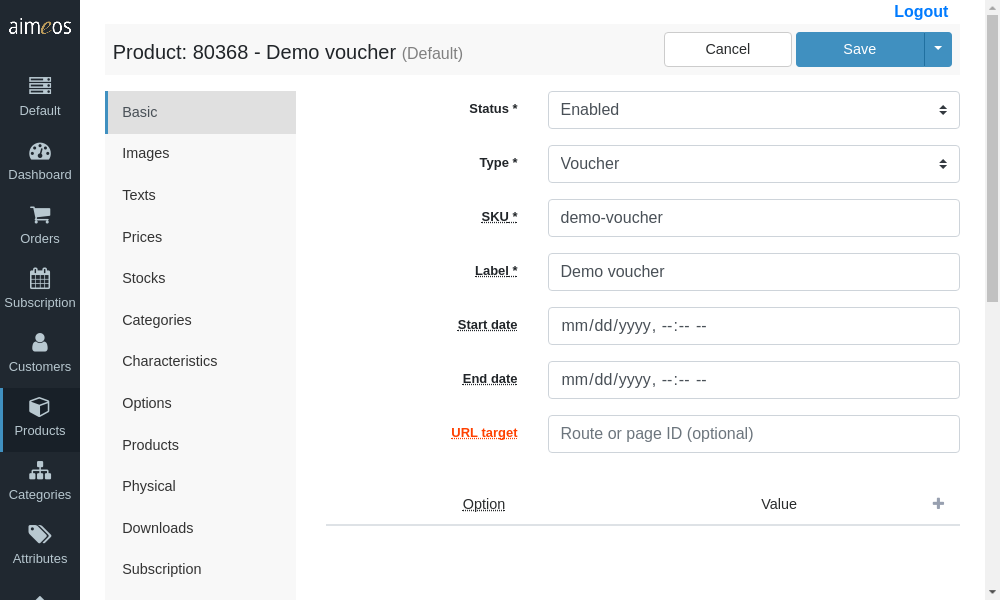 Logout
aimeos
Product: 80368 - Demo voucher (Default)
Cancel
Save
Default
Dashboard
Orders
Subscription
Customers
Products
Categories
Attributes
Basic
Images
Texts
Prices
Stocks
Categories
Characteristics
Options
Products
Physical
Downloads
Subscription
Status *
Enabled
Type *
Voucher
SKU *
demo-voucher
Label *
Demo voucher
Start date
mm/dd/yyyy, --:-- --
End date
mm/dd/yyyy, --:-- --
URL target
Route or page ID (optional)
Option
Value